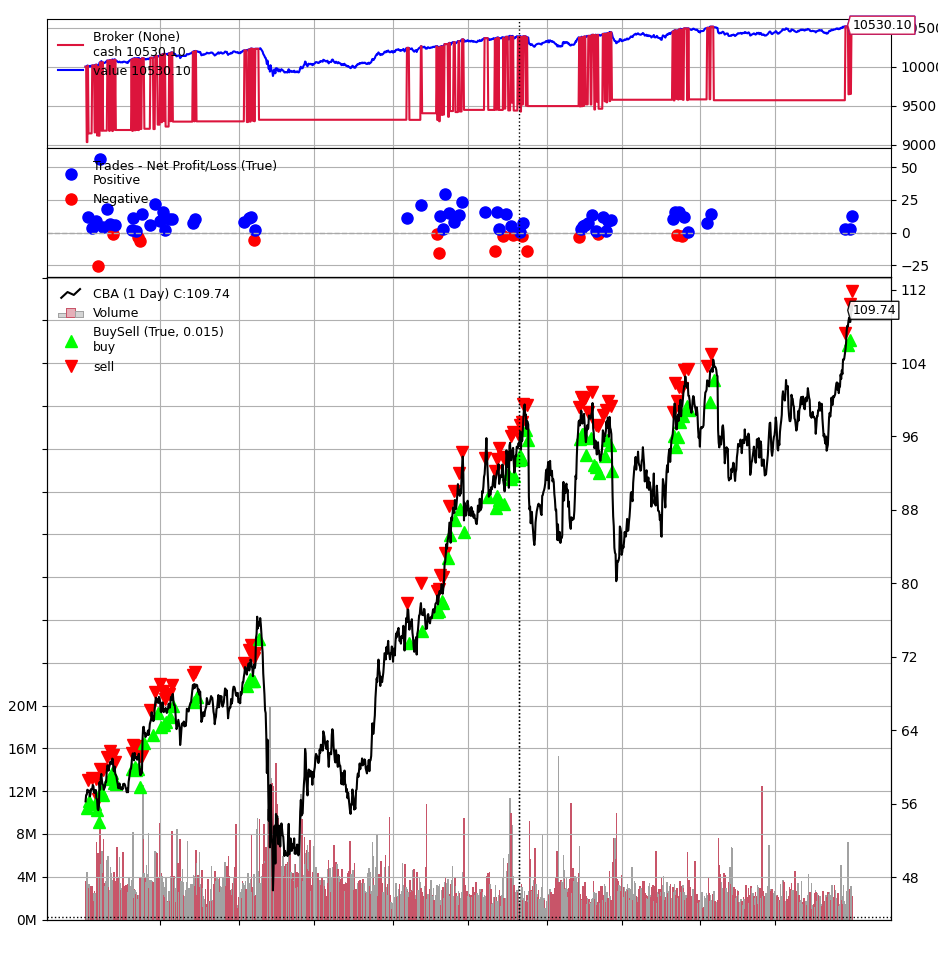 Broker (None)
cash 10530.10
value 10530.10
10530.10
10000
9500
9000
Trades - Net Profit/Loss (True)
Positive
Negative
50
25
0
−25
CBA (1 Day) C:109.74
Volume
BuySell (True, 0.015)
buy
sell
112
109.74
104
96
88
80
72
64
56
48
20M
16M
12M
8M
4M
0M